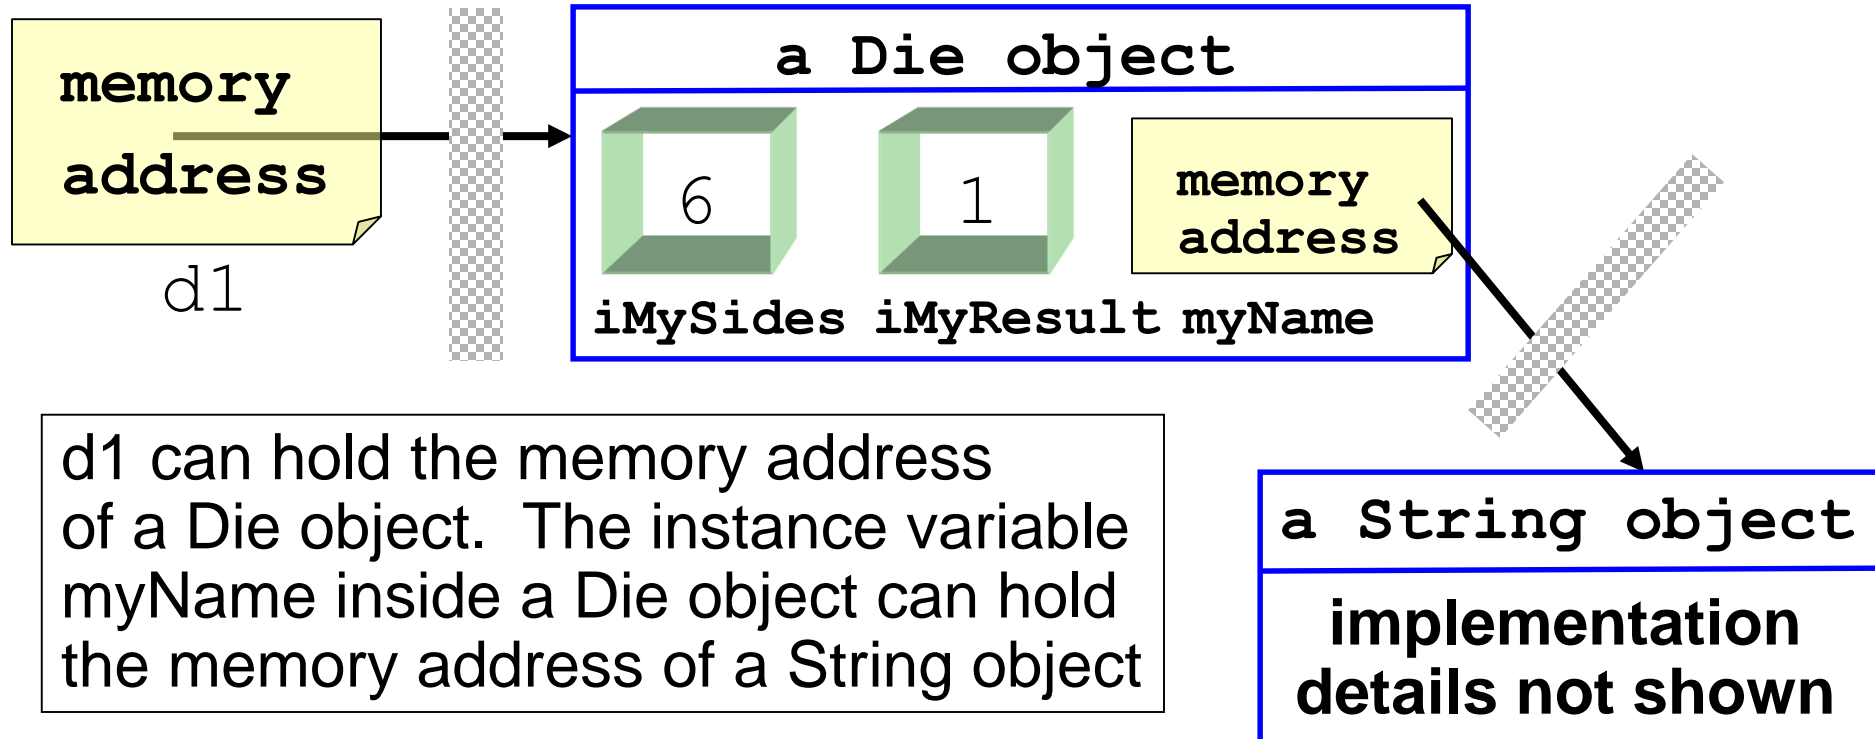 memory
address
d1
a Die object
6
1
memory
address
iMySides iMyResult myName
d1 can hold the memory address
of a Die object. The instance variable
myName inside a Die object can hold
the memory address of a String object
a String object
implementation
details not shown